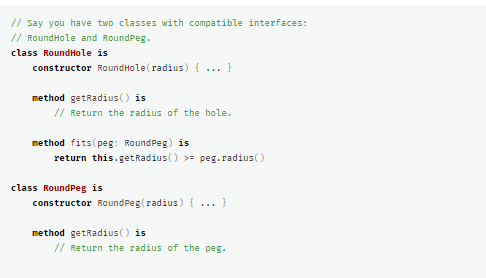 // Say you have two classes with compatible interfaces:
// RoundHole and RoundPeg.
class RoundHole is
    constructor RoundHole(radius) { ... }

    method getRadius() is
        // Return the radius of the hole.

    method fits(peg: RoundPeg) is
        return this.getRadius() >= peg.radius()

class RoundPeg is
    constructor RoundPeg(radius) { ... }

    method getRadius() is
        // Return the radius of the peg.